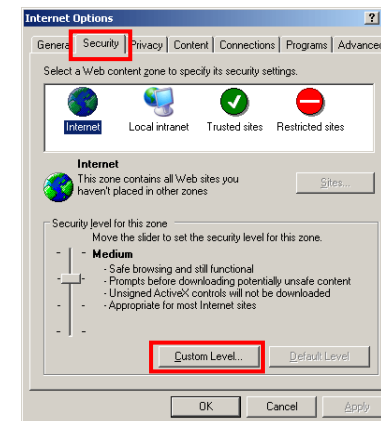 Internet Options ?
General Security Privacy Content Connections Programs Advanced
Select a Web content zone to specify its security settings.
Internet Local intranet Trusted sites Restricted sites
Internet
This zone contains all Web sites you
haven't placed in other zones
Sites...
Security level for this zone
Move the slider to set the security level for this zone.
Medium
- Safe browsing and still functional
- Prompts before downloading potentially unsafe content
- Unsigned ActiveX controls will not be downloaded
- Appropriate for most Internet sites
Custom Level... Default Level
OK Cancel Apply